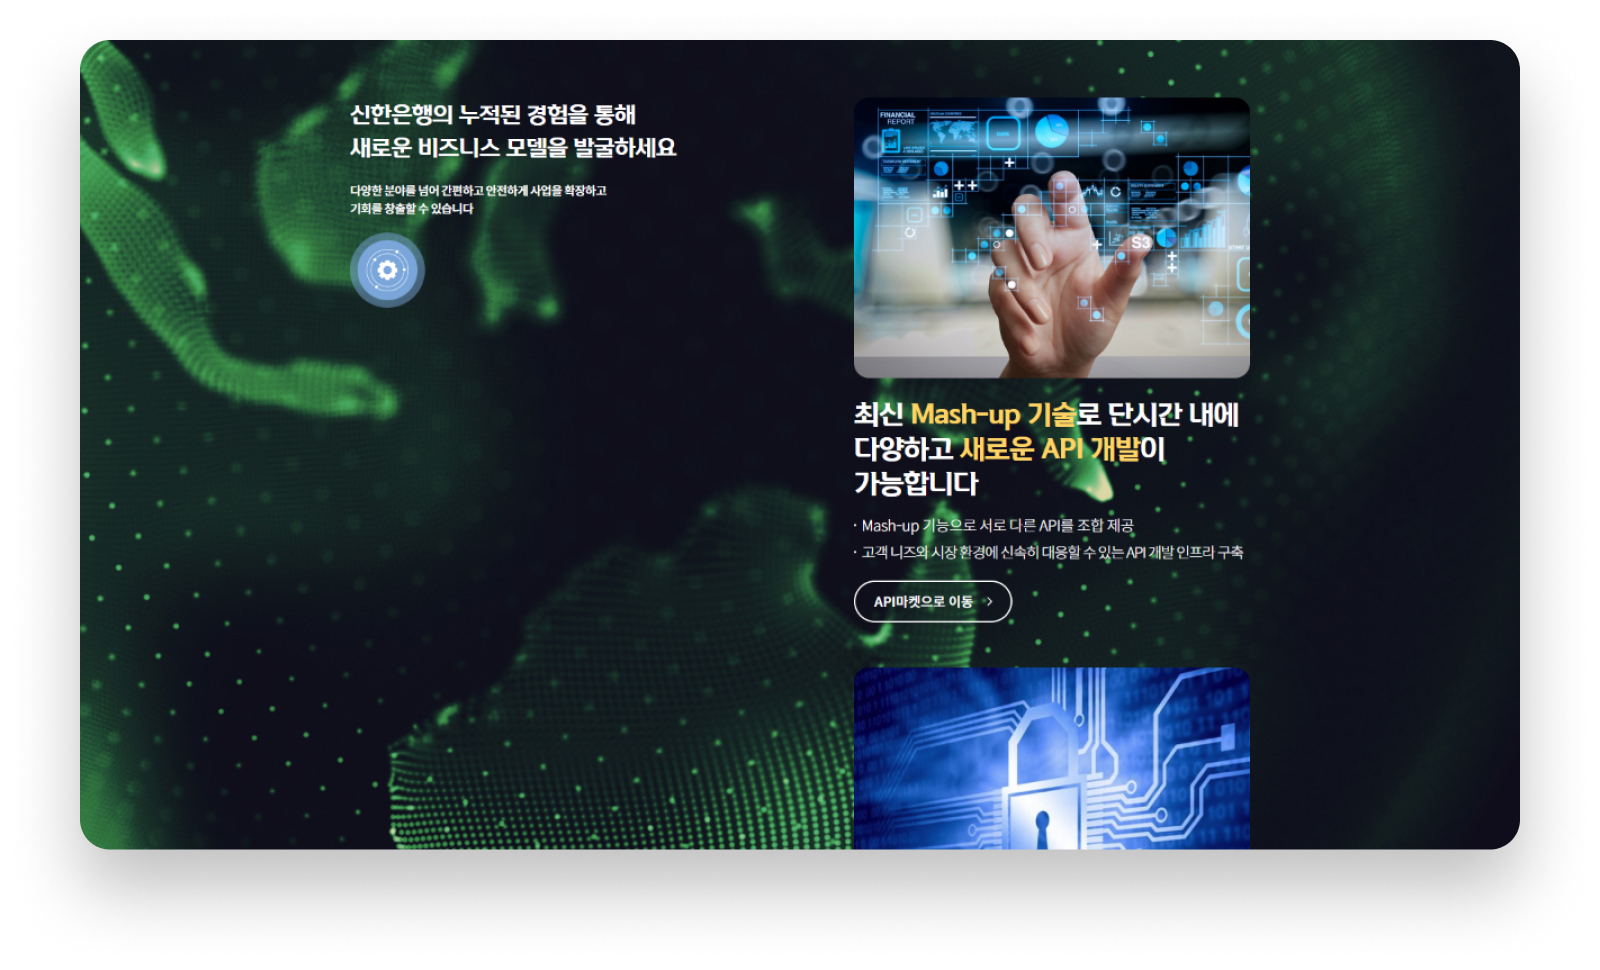 신한은행의 누적된 경험을 통해
새로운 비즈니스 모델을 발굴하세요
다양한 분야를 넘어 간편하고 안전하게 사업을 확장하고
기회를 창출할 수 있습니다
FINANCIAL
REPORT
S3
최신 Mash-up 기술로 단시간 내에
다양하고 새로운 API 개발이
가능합니다
· Mash-up 기능으로 서로 다른 API를 조합 제공
· 고객 니즈와 시장 환경에 신속히 대응할 수 있는 API 개발 인프라 구축
API마켓으로 이동 >